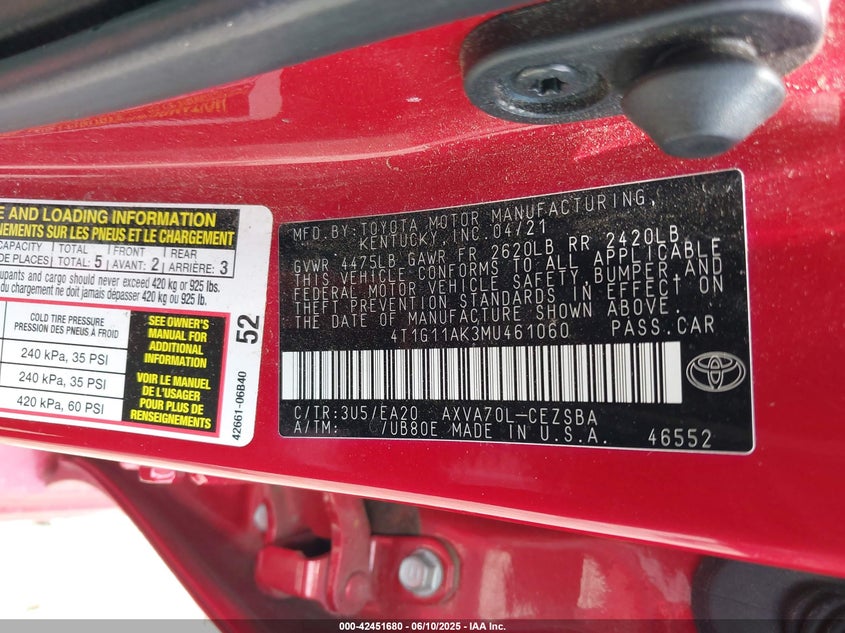 E AND LOADING INFORMATION
NEMENTS SUR LES PNEUS ET LE CHARGEMENT
CAPACITY TOTAL FRONT REAR
DE PLACES TOTAL: 5 AVANT: 2 ARRIÈRE: 3
upants and cargo should never exceed 420 kg or 925 lbs.
du chargement ne doit jamais dépasser 420 kg ou 925 lb.
COLD TIRE PRESSURE
PRESSION DES PNEUS À FROID
240 kPa, 35 PSI
240 kPa, 35 PSI
420 kPa, 60 PSI
SEE OWNER'S
MANUAL FOR
ADDITIONAL
INFORMATION
VOIR LE MANUEL
DE L'USAGER
POUR PLUS DE
RENSEIGNEMENTS
52
42661-06B40
MFD.BY:TOYOTA MOTOR MANUFACTURING,
KENTUCKY, INC.04/21
GVWR 4475LB GAWR FR 2620LB RR 2420LB
THIS VEHICLE CONFORMS TO ALL APPLICABLE
FEDERAL MOTOR VEHICLE SAFETY, BUMPER AND
THEFT PREVENTION STANDARDS IN EFFECT ON
THE DATE OF MANUFACTURE SHOWN ABOVE.
4T1G11AK3MU461060 PASS.CAR
C/TR:3U5/EA20 AXVA70L-CEZSBA
A/TM: /UB80E MADE IN U.S.A.
46552
000-42451680 - 06/10/2025 - IAA Inc.